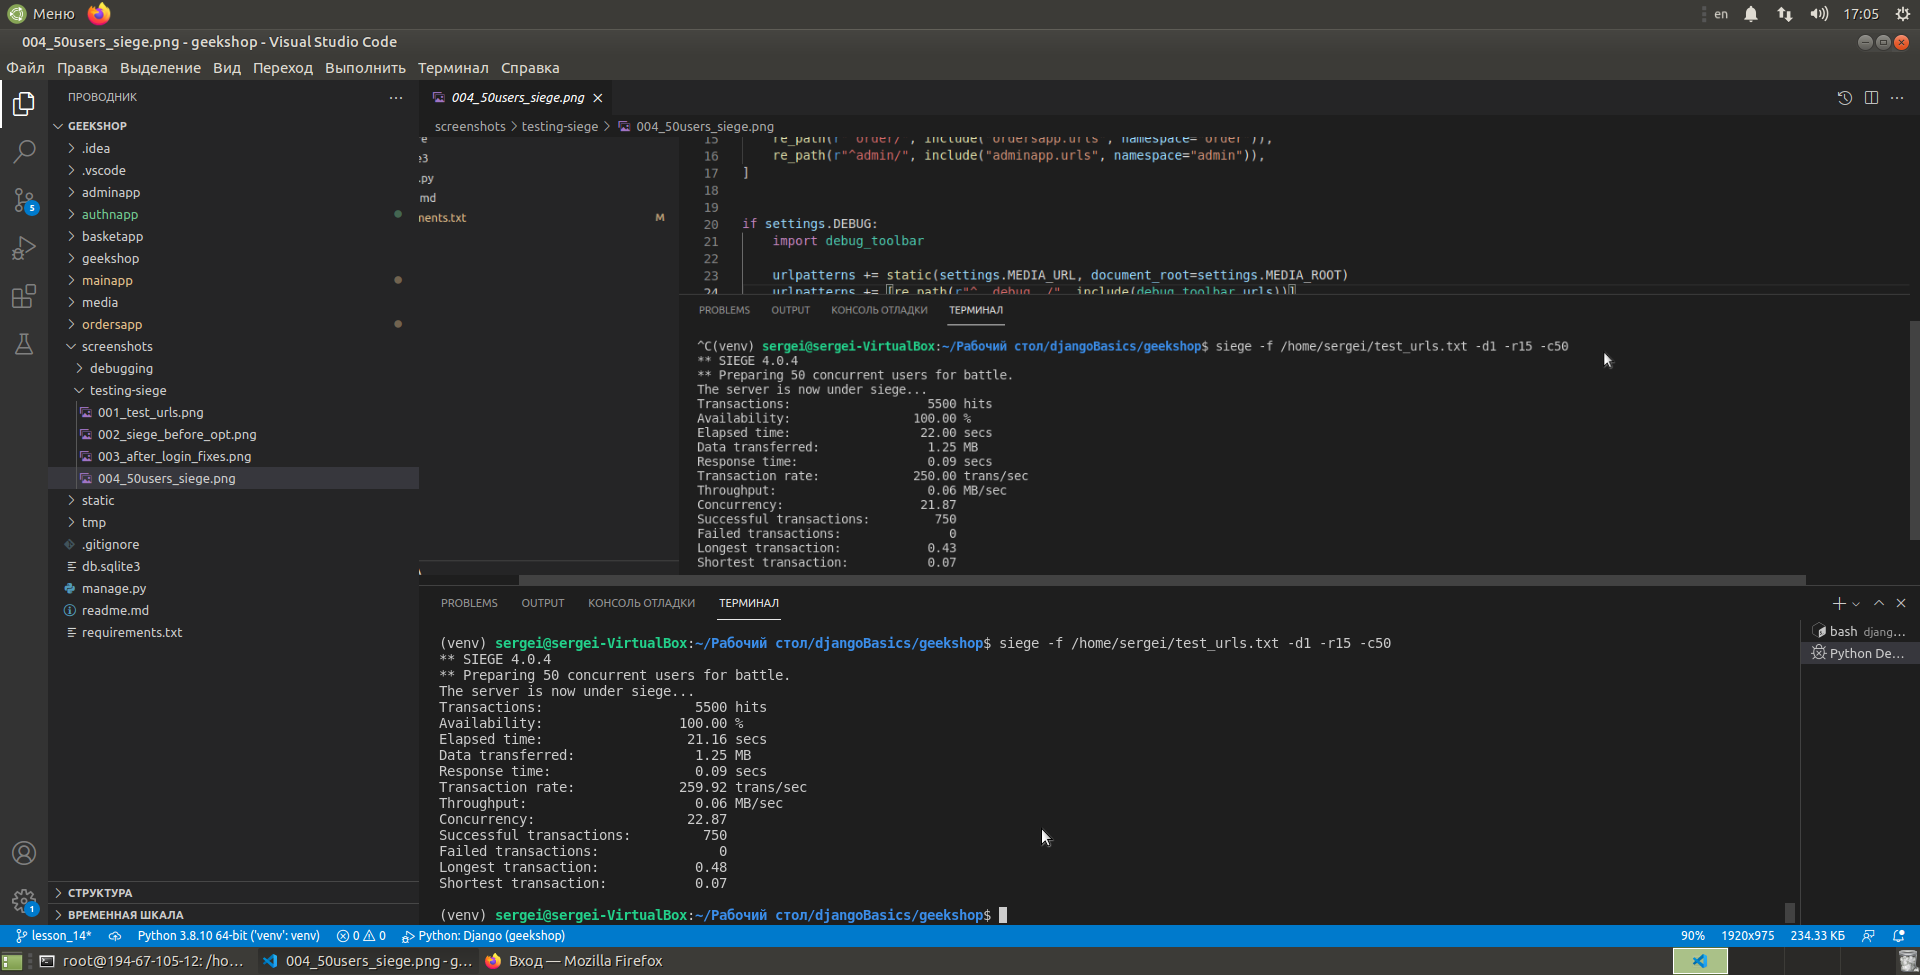 Меню
en
17:05
004_50users_siege.png - geekshop - Visual Studio Code
Файл Правка Выделение Вид Переход Выполнить Терминал Справка
ПРОВОДНИК
GEEKSHOP
.idea
.vscode
adminapp
authnapp
basketapp
geekshop
mainapp
media
ordersapp
screenshots
debugging
testing-siege
001_test_urls.png
002_siege_before_opt.png
003_after_login_fixes.png
004_50users_siege.png
static
tmp
.gitignore
db.sqlite3
manage.py
readme.md
requirements.txt
СТРУКТУРА
ВРЕМЕННАЯ ШКАЛА
5
1
004_50users_siege.png
screenshots > testing-siege > 004_50users_siege.png
e
e3
.py
md
nents.txt M
15 re_path(r"^order/", include("ordersapp.urls", namespace="order")),
16 re_path(r"^admin/", include("adminapp.urls", namespace="admin")),
17 ]
18
19
20 if settings.DEBUG:
21 import debug_toolbar
22
23 urlpatterns += static(settings.MEDIA_URL, document_root=settings.MEDIA_ROOT)
24 urlpatterns += [re_path(r"^__debug__/", include(debug_toolbar.urls))]
PROBLEMS OUTPUT КОНСОЛЬ ОТЛАДКИ ТЕРМИНАЛ
^C(venv) sergei@sergei-VirtualBox:~/Рабочий стол/djangoBasics/geekshop$ siege -f /home/sergei/test_urls.txt -d1 -r15 -c50
** SIEGE 4.0.4
** Preparing 50 concurrent users for battle.
The server is now under siege...
Transactions: 5500 hits
Availability: 100.00 %
Elapsed time: 22.00 secs
Data transferred: 1.25 MB
Response time: 0.09 secs
Transaction rate: 250.00 trans/sec
Throughput: 0.06 MB/sec
Concurrency: 21.87
Successful transactions: 750
Failed transactions: 0
Longest transaction: 0.43
Shortest transaction: 0.07
PROBLEMS OUTPUT КОНСОЛЬ ОТЛАДКИ ТЕРМИНАЛ
(venv) sergei@sergei-VirtualBox:~/Рабочий стол/djangoBasics/geekshop$ siege -f /home/sergei/test_urls.txt -d1 -r15 -c50
** SIEGE 4.0.4
** Preparing 50 concurrent users for battle.
The server is now under siege...
Transactions: 5500 hits
Availability: 100.00 %
Elapsed time: 21.16 secs
Data transferred: 1.25 MB
Response time: 0.09 secs
Transaction rate: 259.92 trans/sec
Throughput: 0.06 MB/sec
Concurrency: 22.87
Successful transactions: 750
Failed transactions: 0
Longest transaction: 0.48
Shortest transaction: 0.07
(venv) sergei@sergei-VirtualBox:~/Рабочий стол/djangoBasics/geekshop$
bash djang...
Python De...
lesson_14* Python 3.8.10 64-bit ('venv': venv) 0 0 Python: Django (geekshop) 90% 1920x975 234.33 КБ
root@194-67-105-12: /ho... 004_50users_siege.png - g... Вход — Mozilla Firefox